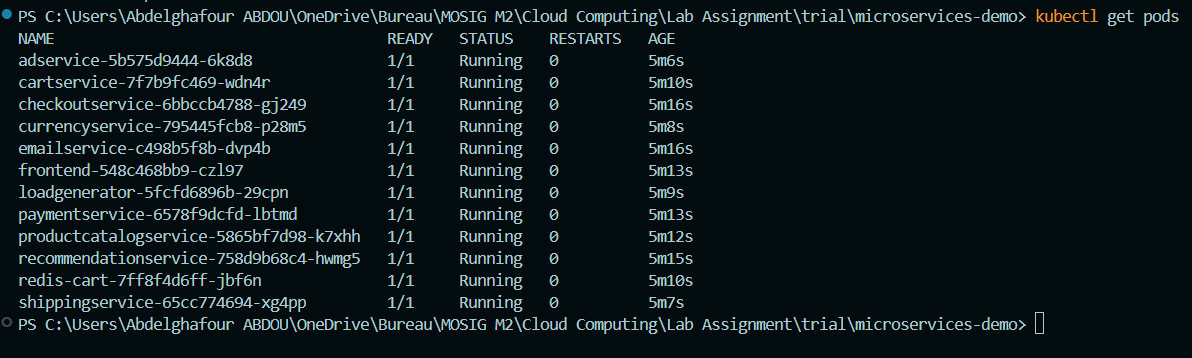 PS C:\Users\Abdelghafour ABDOU\OneDrive\Bureau\MOSIG M2\Cloud Computing\Lab Assignment\trial\microservices-demo> kubectl get pods
NAME READY STATUS RESTARTS AGE
adservice-5b575d9444-6k8d8 1/1 Running 0 5m6s
cartservice-7f7b9fc469-wdn4r 1/1 Running 0 5m10s
checkoutservice-6bbccb4788-gj249 1/1 Running 0 5m16s
currencyservice-795445fcb8-p28m5 1/1 Running 0 5m8s
emailservice-c498b5f8b-dvp4b 1/1 Running 0 5m16s
frontend-548c468bb9-czl97 1/1 Running 0 5m13s
loadgenerator-5fcfd6896b-29cpn 1/1 Running 0 5m9s
paymentservice-6578f9dcfd-lbtmd 1/1 Running 0 5m13s
productcatalogservice-5865bf7d98-k7xhh 1/1 Running 0 5m12s
recommendationservice-758d9b68c4-hwmg5 1/1 Running 0 5m15s
redis-cart-7ff8f4d6ff-jbf6n 1/1 Running 0 5m10s
shippingservice-65cc774694-xg4pp 1/1 Running 0 5m7s
PS C:\Users\Abdelghafour ABDOU\OneDrive\Bureau\MOSIG M2\Cloud Computing\Lab Assignment\trial\microservices-demo>